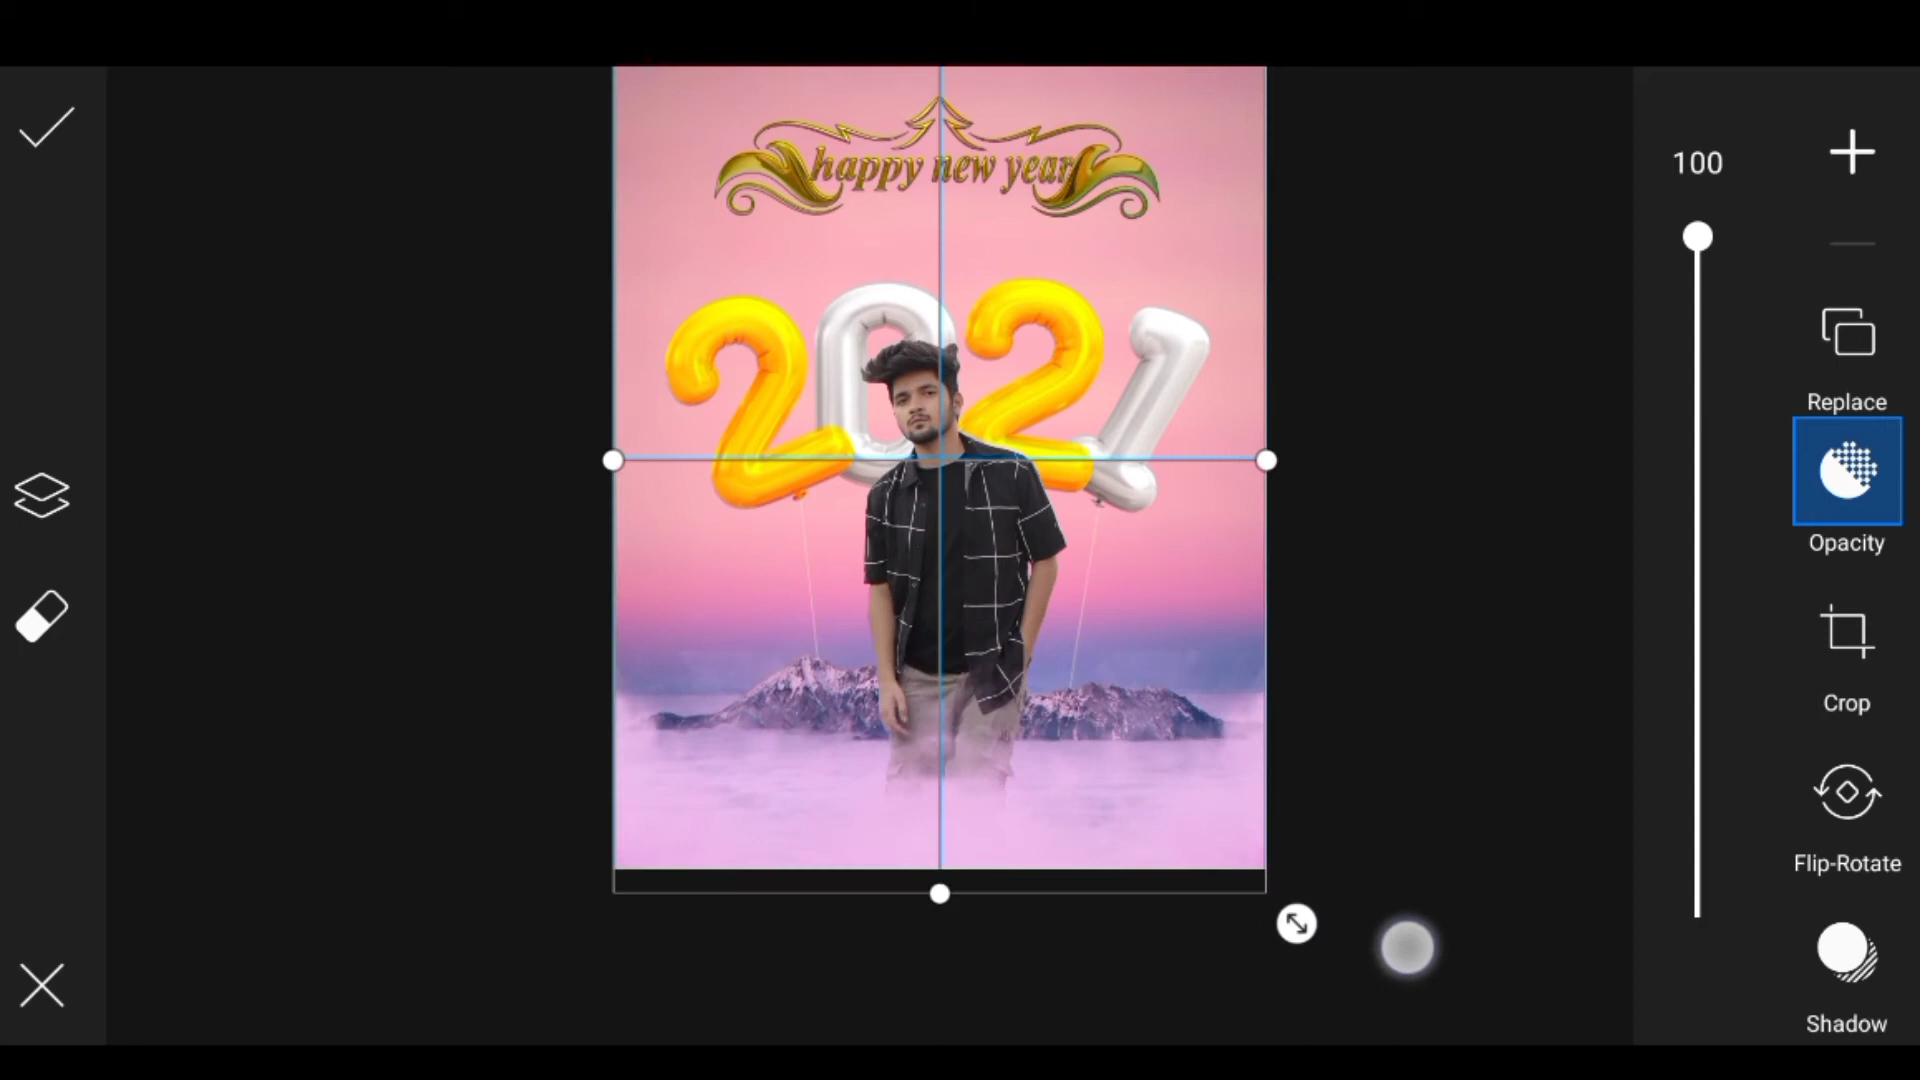 happy new year
2021
100
Replace
Opacity
Crop
Flip-Rotate
Shadow